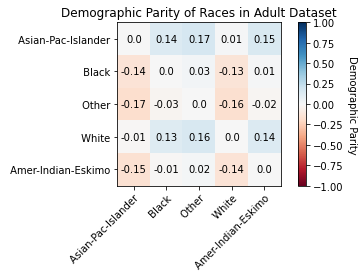 Demographic Parity of Races in Adult Dataset
Asian-Pac-Islander 0.0 0.14 0.17 0.01 0.15
Black -0.14 0.0 0.03 -0.13 0.01
Other -0.17 -0.03 0.0 -0.16 -0.02
White -0.01 0.13 0.16 0.0 0.14
Amer-Indian-Eskimo -0.15 -0.01 0.02 -0.14 0.0
Asian-Pac-Islander
Black
Other
White
Amer-Indian-Eskimo
1.00
0.75
0.50
0.25
0.00
−0.25
−0.50
−0.75
−1.00
Demographic Parity